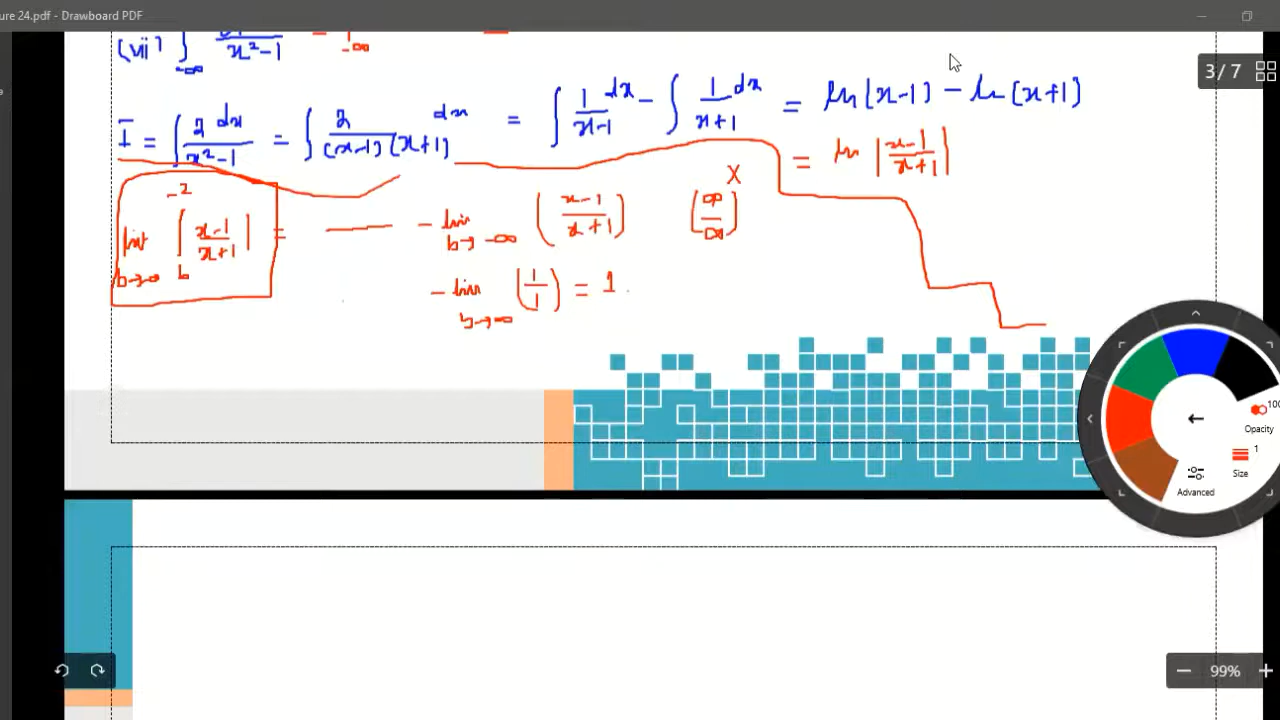 ure 24.pdf - Drawboard PDF
3/7
(vii) ∫ x²-1 -∞ = -∞
I = ∫ 2 dx / x²-1 = ∫ 2 dx / (x-1)(x+1) = ∫ 1/x-1 dx - ∫ 1/x+1 dx = ln(x-1) - ln(x+1)
= ln |x-1/x+1|
lim b→-∞ | x-1/x+1 | -2 b = —— - lim b→-∞ (x-1/x+1) [∞/∞] X
- lim b→-∞ (1/1) = 1
100
Opacity
1
Size
Advanced
99%